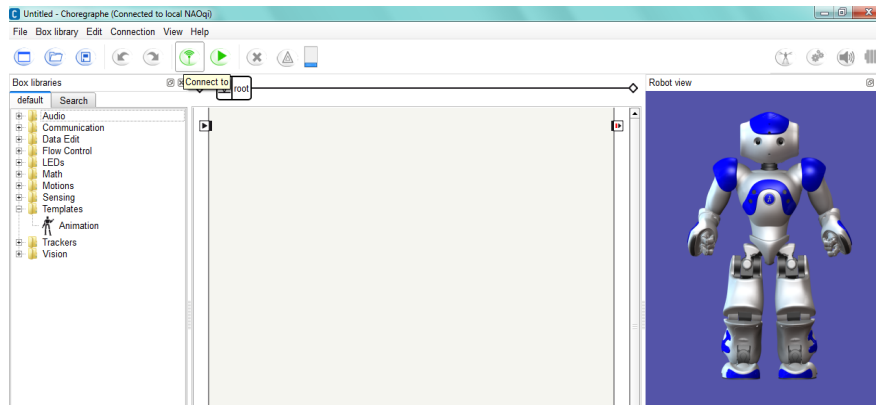 Untitled - Choregraphe (Connected to local NAOqi)
File Box library Edit Connection View Help
Box libraries
Connect to
root
Robot view
default Search
Audio
Communication
Data Edit
Flow Control
LEDs
Math
Motions
Sensing
Templates
Animation
Trackers
Vision